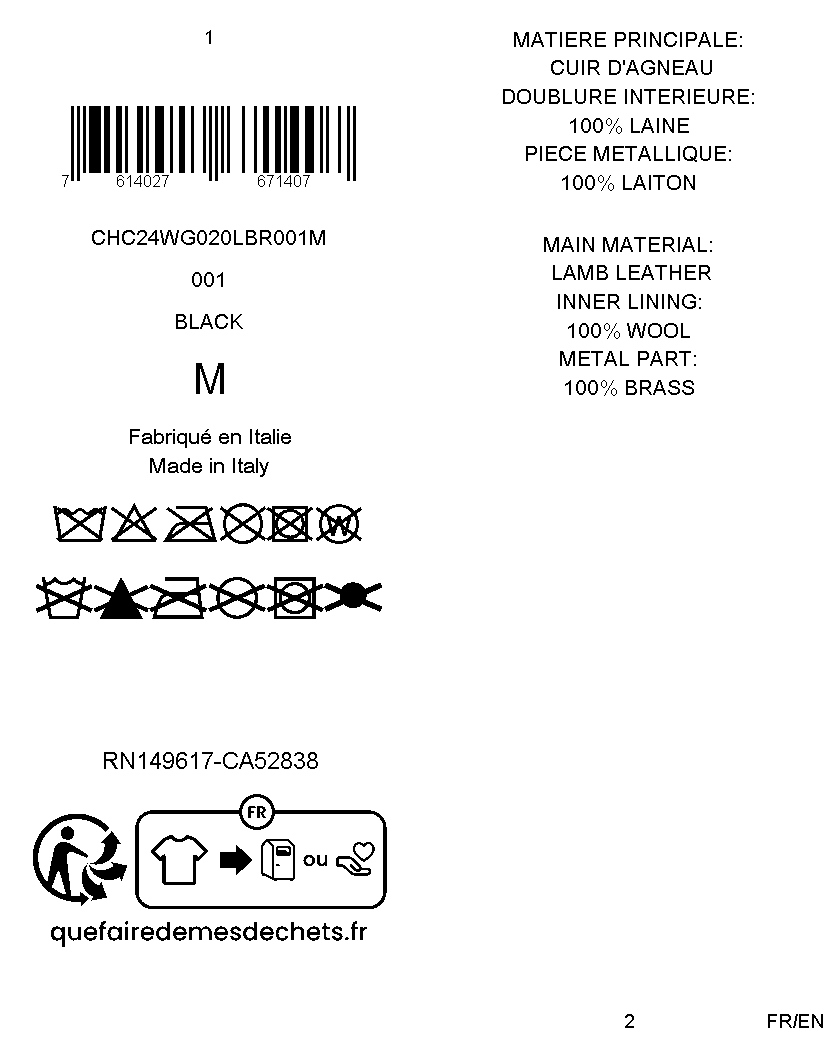 1
7 614027 671407
CHC24WG020LBR001M
001
BLACK
M
Fabriqué en Italie
Made in Italy
W
RN149617-CA52838
FR
ou
quefairedemesdechets.fr
MATIERE PRINCIPALE:
CUIR D'AGNEAU
DOUBLURE INTERIEURE:
100% LAINE
PIECE METALLIQUE:
100% LAITON
MAIN MATERIAL:
LAMB LEATHER
INNER LINING:
100% WOOL
METAL PART:
100% BRASS
2
FR/EN